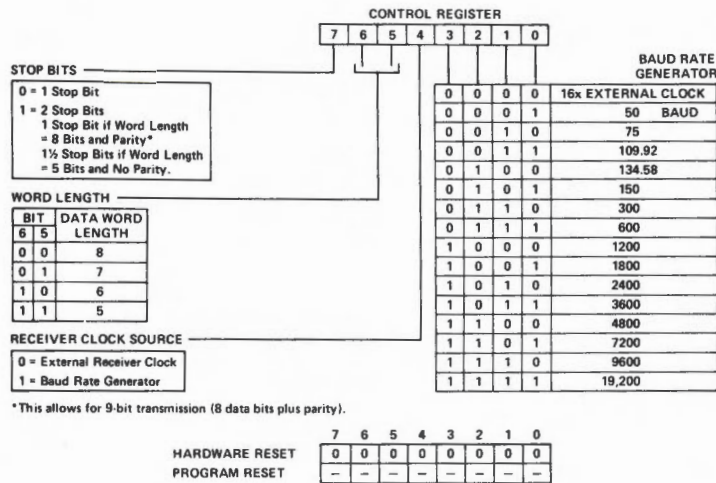 CONTROL REGISTER
7 6 5 4 3 2 1 0
STOP BITS
0 = 1 Stop Bit
1 = 2 Stop Bits
1 Stop Bit if Word Length
= 8 Bits and Parity*
1½ Stop Bits if Word Length
= 5 Bits and No Parity.
WORD LENGTH
BIT DATA WORD
6 5 LENGTH
0 0 8
0 1 7
1 0 6
1 1 5
RECEIVER CLOCK SOURCE
0 = External Receiver Clock
1 = Baud Rate Generator
BAUD RATE
GENERATOR
0 0 0 0 16x EXTERNAL CLOCK
0 0 0 1 50 BAUD
0 0 1 0 75
0 0 1 1 109.92
0 1 0 0 134.58
0 1 0 1 150
0 1 1 0 300
0 1 1 1 600
1 0 0 0 1200
1 0 0 1 1800
1 0 1 0 2400
1 0 1 1 3600
1 1 0 0 4800
1 1 0 1 7200
1 1 1 0 9600
1 1 1 1 19,200
*This allows for 9-bit transmission (8 data bits plus parity).
7 6 5 4 3 2 1 0
HARDWARE RESET 0 0 0 0 0 0 0 0
PROGRAM RESET – – – – – – – –